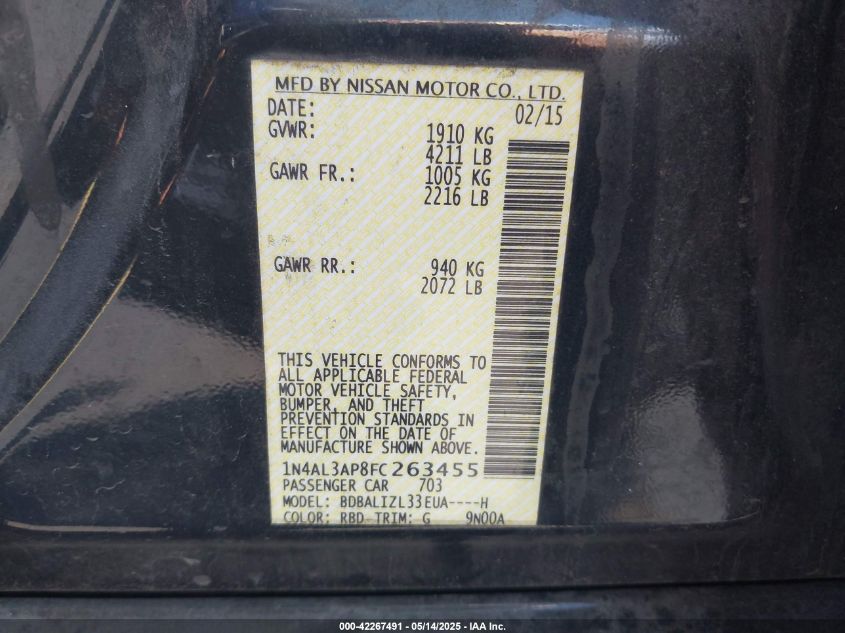 MFD BY NISSAN MOTOR CO., LTD.
DATE: 02/15
GVWR: 1910 KG
4211 LB
GAWR FR.: 1005 KG
2216 LB
GAWR RR.: 940 KG
2072 LB
THIS VEHICLE CONFORMS TO
ALL APPLICABLE FEDERAL
MOTOR VEHICLE SAFETY,
BUMPER, AND THEFT
PREVENTION STANDARDS IN
EFFECT ON THE DATE OF
MANUFACTURE SHOWN ABOVE.
1N4AL3AP8FC263455
PASSENGER CAR 703
MODEL: BDBALIZL33EUA----H
COLOR: RBD-TRIM: G 9N00A
000-42267491 - 05/14/2025 - IAA Inc.